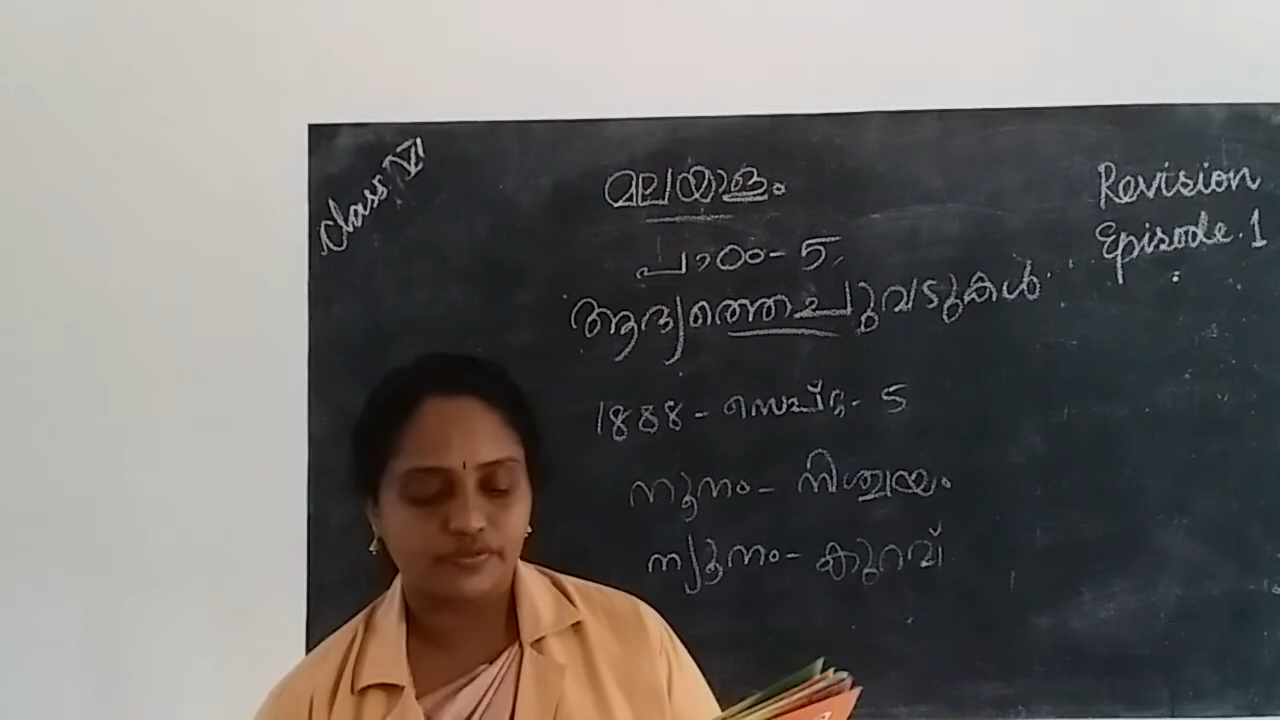 Class VI
മലയാളം
Revision
Episode.1
പാഠം - 5.
ആദ്യത്തെചുവടുകൾ
1888 - സെപ്റ്റ - 5
നൂനം - നിശ്ചയം
ന്യൂനം - കുറവ്